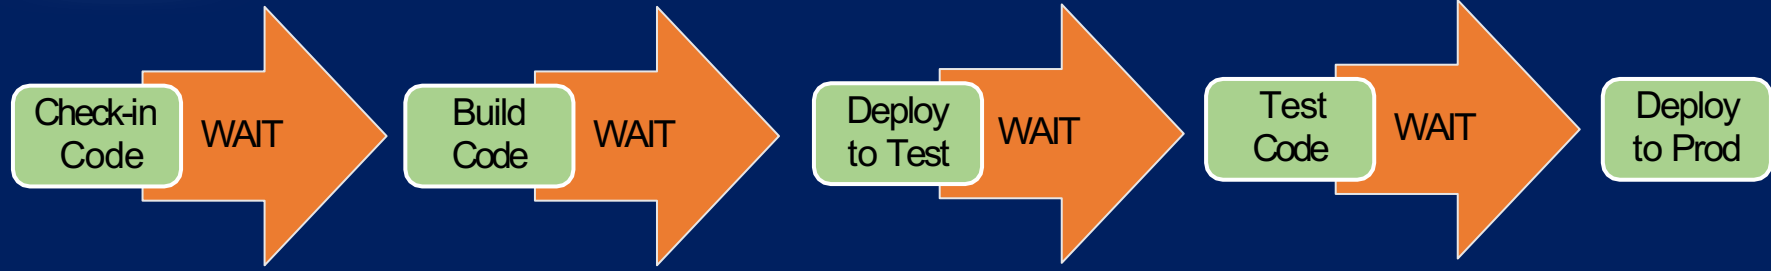 Check-in
Code
WAIT
Build
Code
WAIT
Deploy
to Test
WAIT
Test
Code
WAIT
Deploy
to Prod